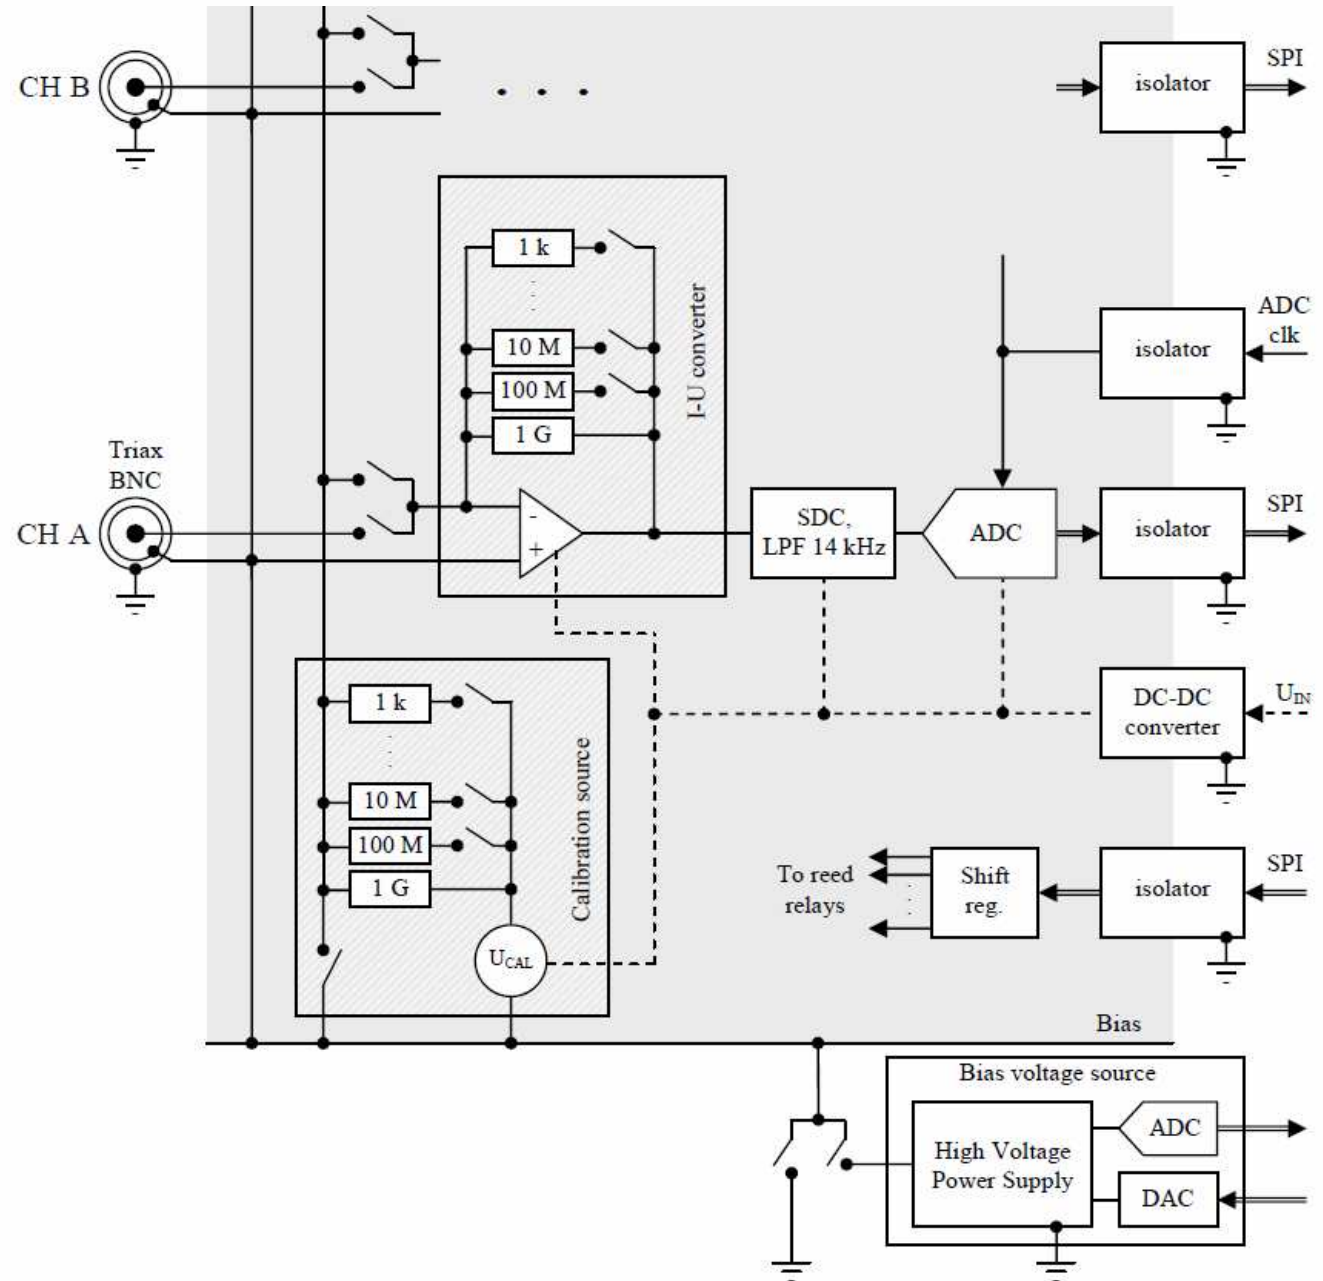 CH B
isolator
SPI
1 k
10 M
100 M
1 G
I-U converter
isolator
ADC
clk
Triax
BNC
CH A
-
+
SDC,
LPF 14 kHz
ADC
isolator
SPI
1 k
10 M
100 M
1 G
UCAL
Calibration source
DC-DC
converter
UIN
To reed
relays
Shift
reg.
isolator
SPI
Bias
Bias voltage source
High Voltage
Power Supply
ADC
DAC